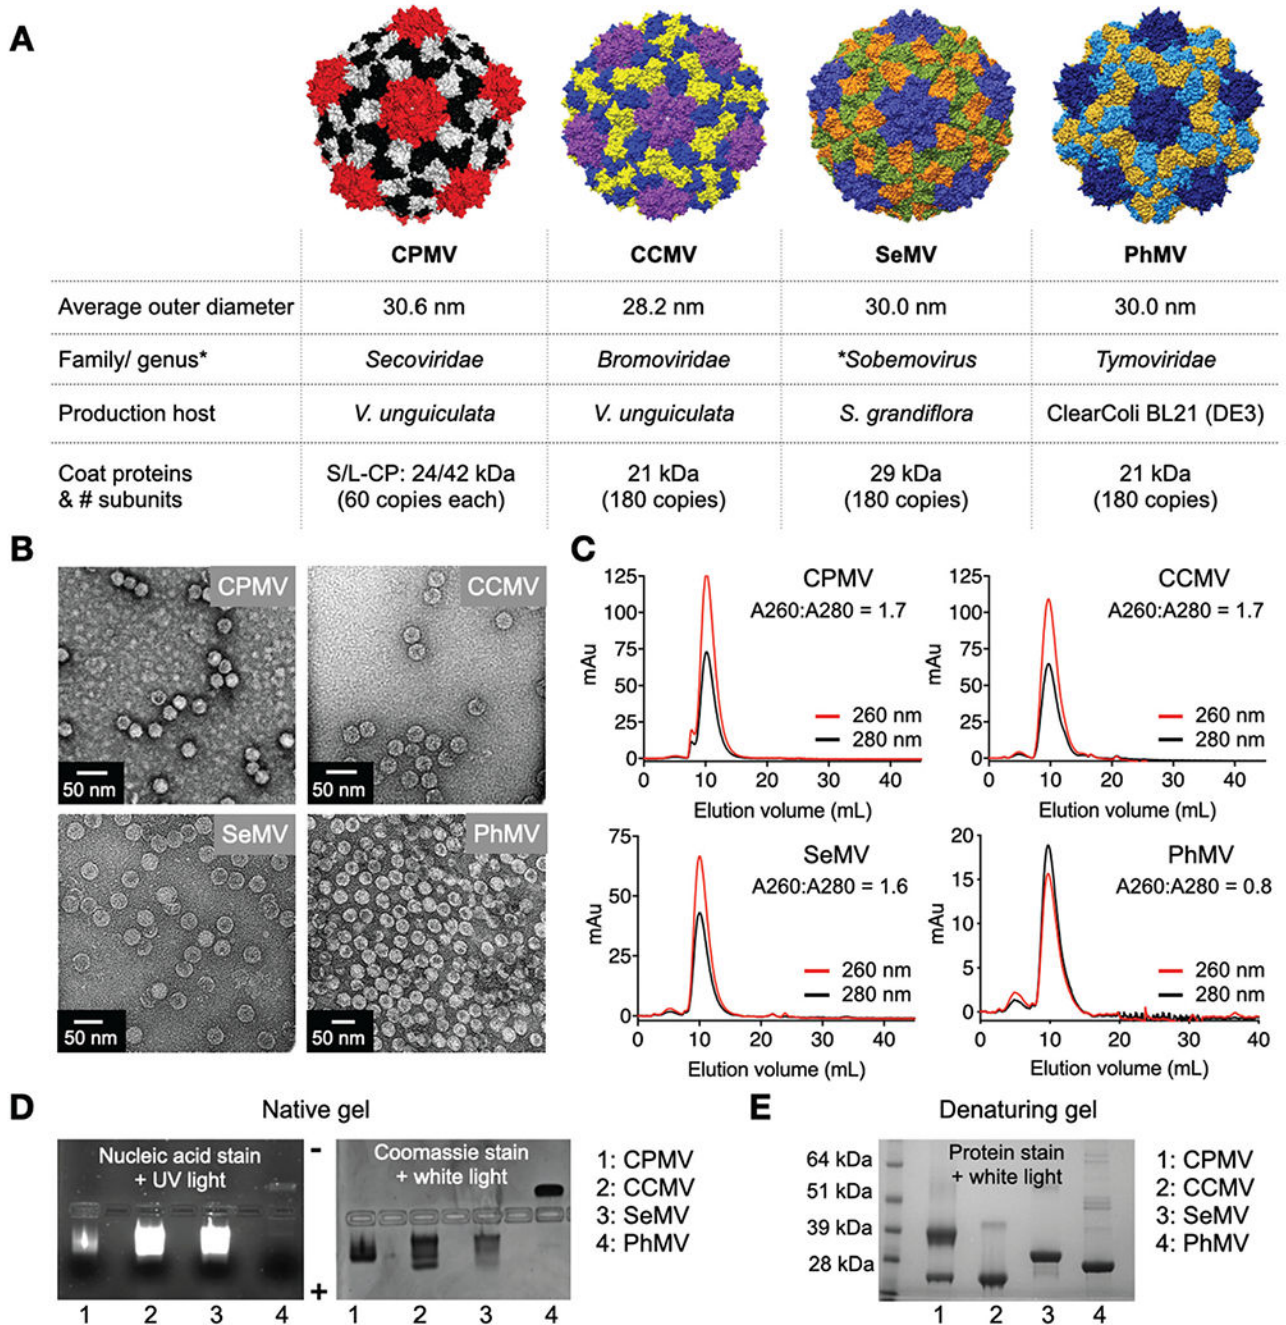 A
CPMV CCMV SeMV PhMV
Average outer diameter 30.6 nm 28.2 nm 30.0 nm 30.0 nm
Family/ genus* Secoviridae Bromoviridae *Sobemovirus Tymoviridae
Production host V. unguiculata V. unguiculata S. grandiflora ClearColi BL21 (DE3)
Coat proteins S/L-CP: 24/42 kDa 21 kDa 29 kDa 21 kDa
& # subunits (60 copies each) (180 copies) (180 copies) (180 copies)
B
CPMV
50 nm
CCMV
50 nm
SeMV
50 nm
PhMV
50 nm
C
CPMV
A260:A280 = 1.7
mAu
125
100
75
50
25
0
260 nm
280 nm
0 10 20 30 40
Elution volume (mL)
CCMV
A260:A280 = 1.7
mAu
125
100
75
50
25
0
260 nm
280 nm
0 10 20 30 40
Elution volume (mL)
SeMV
A260:A280 = 1.6
mAu
75
50
25
0
260 nm
280 nm
0 10 20 30 40
Elution volume (mL)
PhMV
A260:A280 = 0.8
mAu
20
15
10
5
0
260 nm
280 nm
0 10 20 30 40
Elution volume (mL)
D
Native gel
Nucleic acid stain
+ UV light
-
+
Coomassie stain
+ white light
1: CPMV
2: CCMV
3: SeMV
4: PhMV
1 2 3 4
1 2 3 4
E
Denaturing gel
64 kDa
51 kDa
39 kDa
28 kDa
Protein stain
+ white light
1: CPMV
2: CCMV
3: SeMV
4: PhMV
1 2 3 4